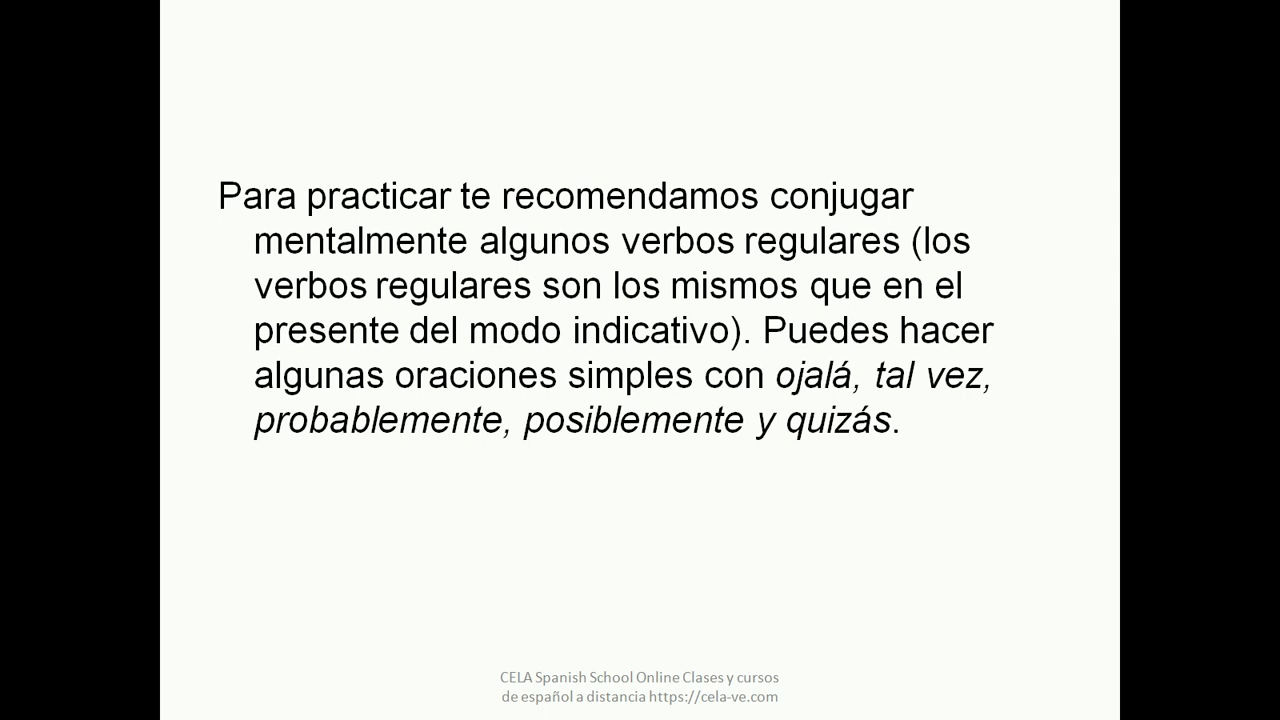 Para practicar te recomendamos conjugar
mentalmente algunos verbos regulares (los
verbos regulares son los mismos que en el
presente del modo indicativo). Puedes hacer
algunas oraciones simples con ojalá, tal vez,
probablemente, posiblemente y quizás.
CELA Spanish School Online Clases y cursos
de español a distancia https://cela-ve.com